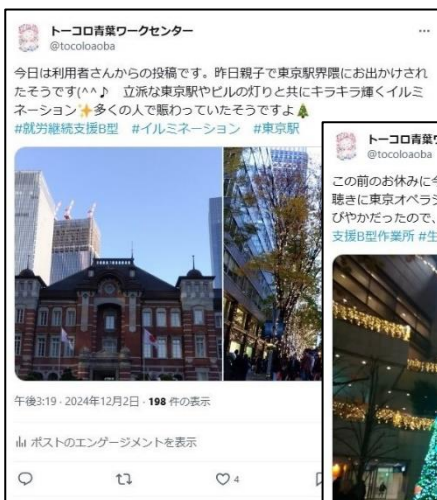 トーコロ青葉ワークセンター
@tocoloaoba
今日は利用者さんからの投稿です。昨日親子で東京駅界隈にお出かけされ
たそうです(^^♪ 立派な東京駅やビルの灯りと共にキラキラ輝くイルミ
ネーション✨多くの人で賑わっていたそうですよ🎄
#就労継続支援B型 #イルミネーション #東京駅
午後3:19 · 2024年12月2日 · 198 件の表示
ポストのエンゲージメントを表示
4
トーコロ青葉
@tocoloaoba
この前のお休みに
聴きに東京オペラ
びやかだったので、
支援B型作業所 #生